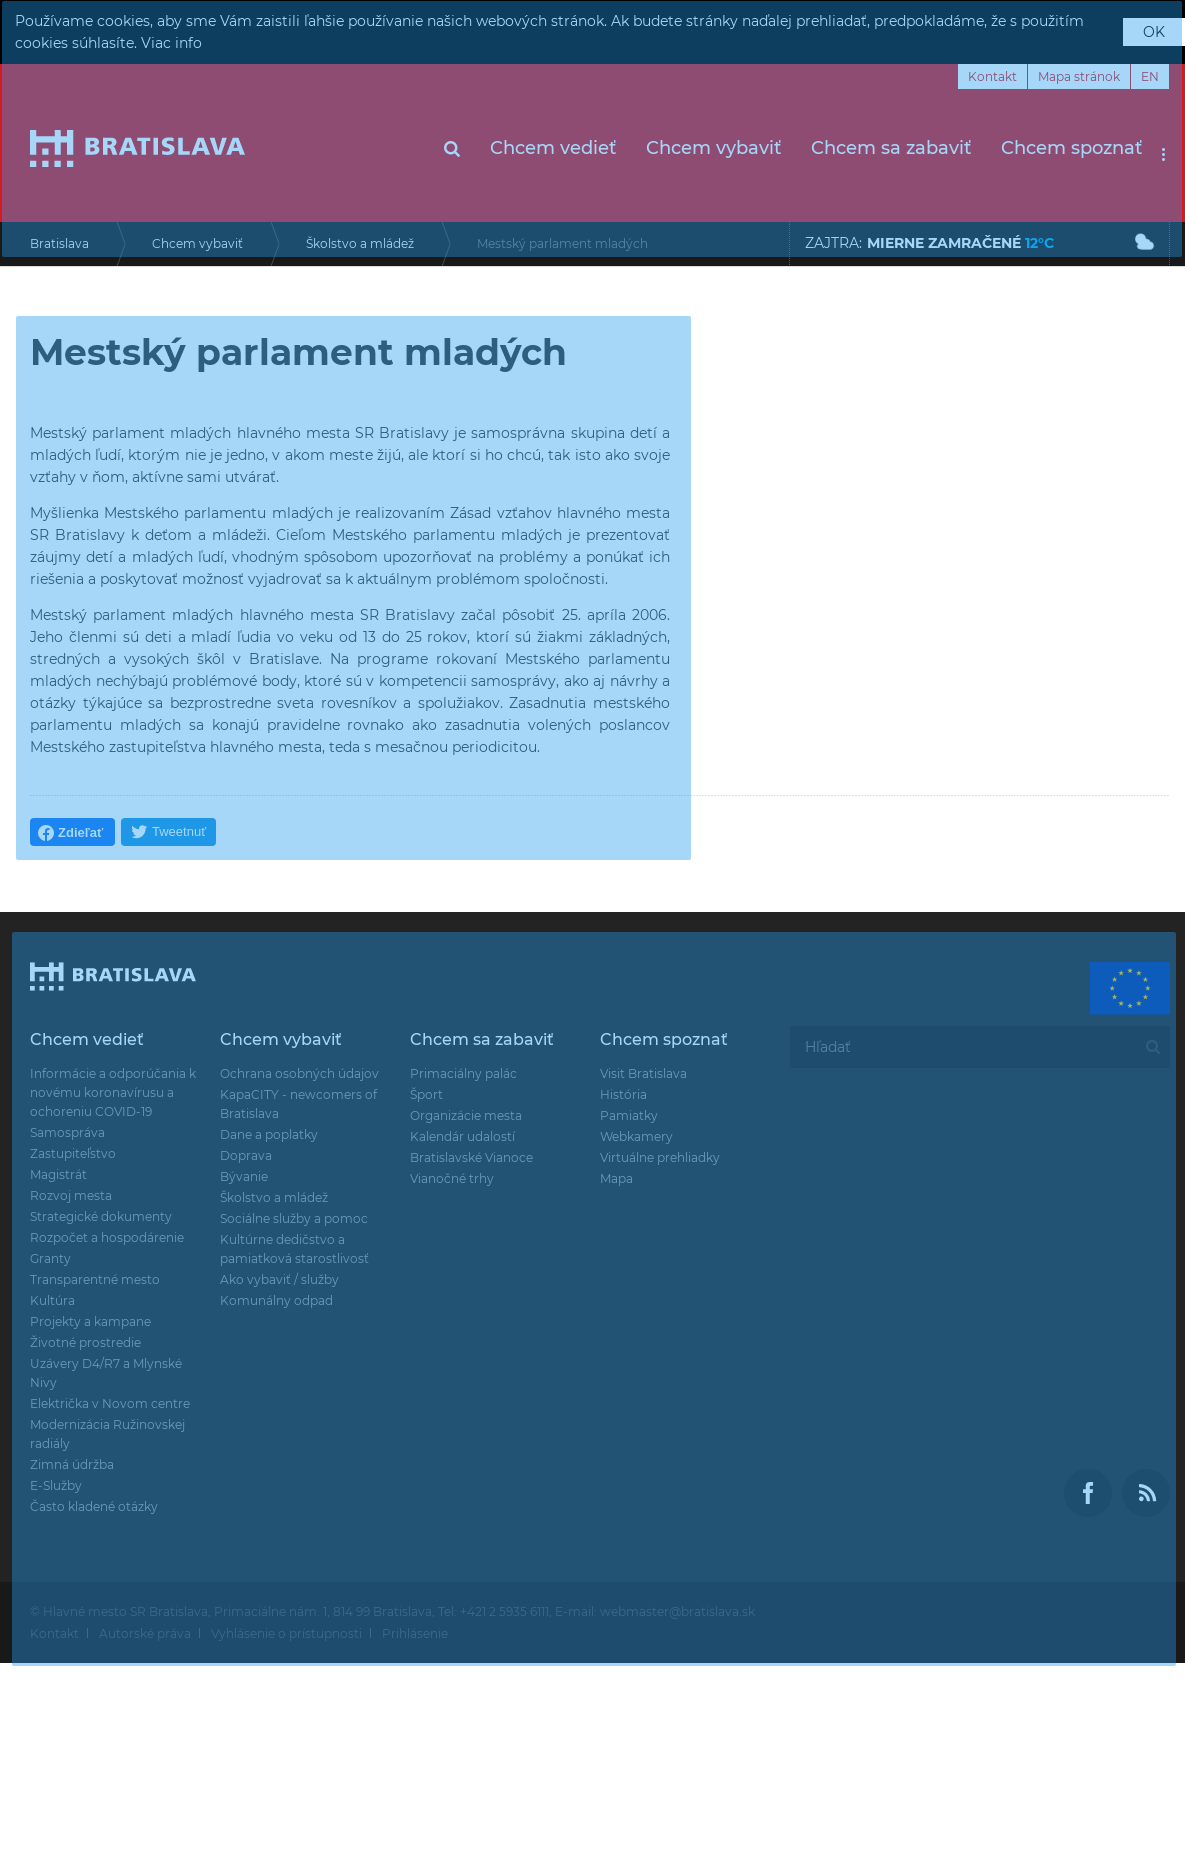 Používame cookies, aby sme Vám zaistili ľahšie používanie našich webových stránok. Ak budete stránky naďalej prehliadať, predpokladáme, že s použitím
cookies súhlasíte. Viac info
OK
Kontakt
Mapa stránok
EN
BRATISLAVA
Chcem vedieť
Chcem vybaviť
Chcem sa zabaviť
Chcem spoznať
Bratislava
Chcem vybaviť
Školstvo a mládež
Mestský parlament mladých
ZAJTRA: MIERNE ZAMRAČENÉ 12°C
Mestský parlament mladých
Mestský parlament mladých hlavného mesta SR Bratislavy je samosprávna skupina detí a
mladých ľudí, ktorým nie je jedno, v akom meste žijú, ale ktorí si ho chcú, tak isto ako svoje
vzťahy v ňom, aktívne sami utvárať.
Myšlienka Mestského parlamentu mladých je realizovaním Zásad vzťahov hlavného mesta
SR Bratislavy k deťom a mládeži. Cieľom Mestského parlamentu mladých je prezentovať
záujmy detí a mladých ľudí, vhodným spôsobom upozorňovať na problémy a ponúkať ich
riešenia a poskytovať možnosť vyjadrovať sa k aktuálnym problémom spoločnosti.
Mestský parlament mladých hlavného mesta SR Bratislavy začal pôsobiť 25. apríla 2006.
Jeho členmi sú deti a mladí ľudia vo veku od 13 do 25 rokov, ktorí sú žiakmi základných,
stredných a vysokých škôl v Bratislave. Na programe rokovaní Mestského parlamentu
mladých nechýbajú problémové body, ktoré sú v kompetencii samosprávy, ako aj návrhy a
otázky týkajúce sa bezprostredne sveta rovesníkov a spolužiakov. Zasadnutia mestského
parlamentu mladých sa konajú pravidelne rovnako ako zasadnutia volených poslancov
Mestského zastupiteľstva hlavného mesta, teda s mesačnou periodicitou.
Zdieľať
Tweetnuť
BRATISLAVA
Chcem vedieť
Informácie a odporúčania k
novému koronavírusu a
ochoreniu COVID-19
Samospráva
Zastupiteľstvo
Magistrát
Rozvoj mesta
Strategické dokumenty
Rozpočet a hospodárenie
Granty
Transparentné mesto
Kultúra
Projekty a kampane
Životné prostredie
Uzávery D4/R7 a Mlynské
Nivy
Električka v Novom centre
Modernizácia Ružinovskej
radiály
Zimná údržba
E-Služby
Často kladené otázky
Chcem vybaviť
Ochrana osobných údajov
KapaCITY - newcomers of
Bratislava
Dane a poplatky
Doprava
Bývanie
Školstvo a mládež
Sociálne služby a pomoc
Kultúrne dedičstvo a
pamiatková starostlivosť
Ako vybaviť / služby
Komunálny odpad
Chcem sa zabaviť
Primaciálny palác
Šport
Organizácie mesta
Kalendár udalostí
Bratislavské Vianoce
Vianočné trhy
Chcem spoznať
Visit Bratislava
História
Pamiatky
Webkamery
Virtuálne prehliadky
Mapa
Hľadať
© Hlavné mesto SR Bratislava, Primaciálne nám. 1, 814 99 Bratislava, Tel: +421 2 5935 6111, E-mail: webmaster@bratislava.sk
Kontakt | Autorské práva | Vyhlásenie o prístupnosti | Prihlásenie